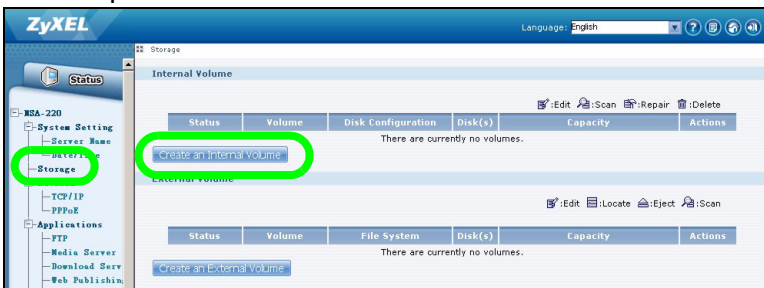 ZyXEL
Language: English
Storage
Status
Internal Volume
:Edit :Scan :Repair :Delete
Status Volume Disk Configuration Disk(s) Capacity Actions
There are currently no volumes.
Create an Internal Volume
External Volume
:Edit :Locate :Eject :Scan
Status Volume File System Disk(s) Capacity Actions
There are currently no volumes.
Create an External Volume
NSA-220
System Setting
Server Name
Date/Time
Storage
TCP/IP
PPPoE
Applications
FTP
Media Server
Download Serv
Web Publishin